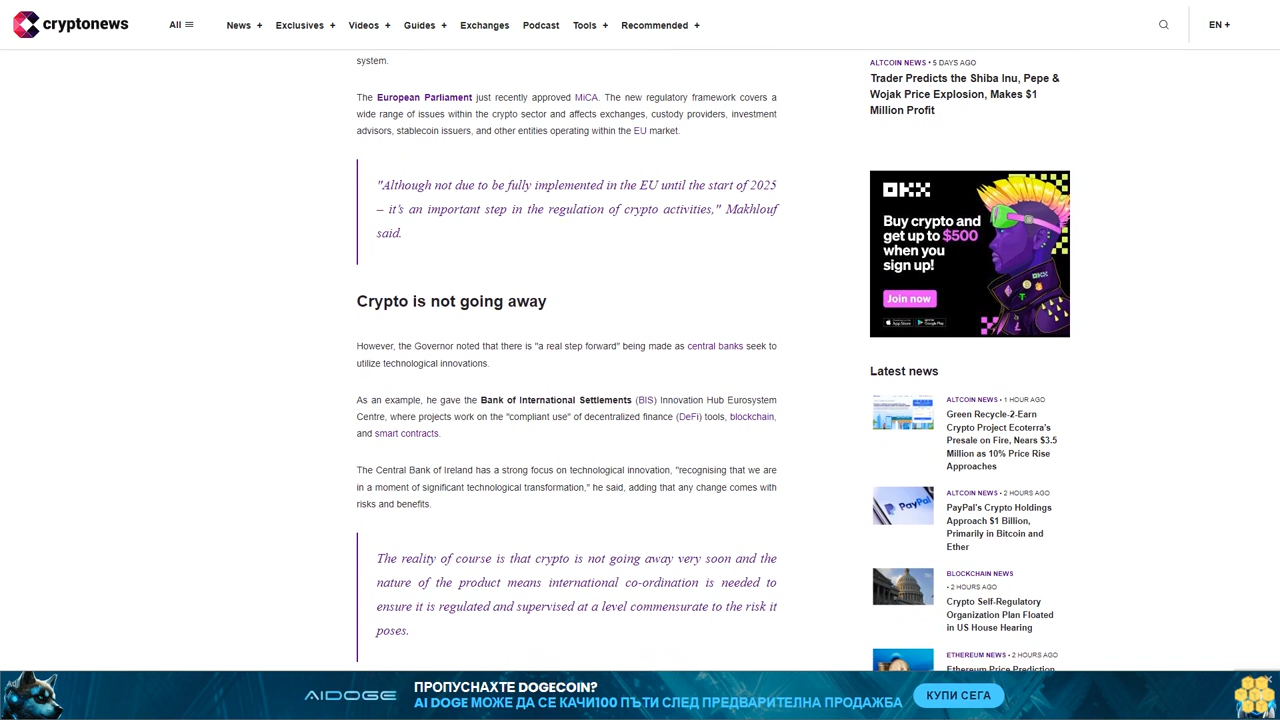 cryptonews
All
News +
Exclusives +
Videos +
Guides +
Exchanges
Podcast
Tools +
Recommended +
EN +
system.
The European Parliament just recently approved MiCA. The new regulatory framework covers a
wide range of issues within the crypto sector and affects exchanges, custody providers, investment
advisors, stablecoin issuers, and other entities operating within the EU market.
"Although not due to be fully implemented in the EU until the start of 2025
– it's an important step in the regulation of crypto activities," Makhlouf
said.
Crypto is not going away
However, the Governor noted that there is "a real step forward" being made as central banks seek to
utilize technological innovations.
As an example, he gave the Bank of International Settlements (BIS) Innovation Hub Eurosystem
Centre, where projects work on the "compliant use" of decentralized finance (DeFi) tools, blockchain,
and smart contracts.
The Central Bank of Ireland has a strong focus on technological innovation, "recognising that we are
in a moment of significant technological transformation," he said, adding that any change comes with
risks and benefits.
The reality of course is that crypto is not going away very soon and the
nature of the product means international co-ordination is needed to
ensure it is regulated and supervised at a level commensurate to the risk it
poses.
ALTCOIN NEWS • 5 DAYS AGO
Trader Predicts the Shiba Inu, Pepe &
Wojak Price Explosion, Makes $1
Million Profit
OKX
Buy crypto and
get up to $500
when you
sign up!
Join now
App Store
Google Play
OKX
Latest news
ALTCOIN NEWS • 1 HOUR AGO
Green Recycle-2-Earn
Crypto Project Ecoterra's
Presale on Fire, Nears $3.5
Million as 10% Price Rise
Approaches
PayPal
ALTCOIN NEWS • 2 HOURS AGO
PayPal's Crypto Holdings
Approach $1 Billion,
Primarily in Bitcoin and
Ether
BLOCKCHAIN NEWS
• 2 HOURS AGO
Crypto Self-Regulatory
Organization Plan Floated
in US House Hearing
ETHEREUM NEWS • 2 HOURS AGO
Ethereum Price Prediction
Ad
AIDOGE
ПРОПУСНАХТЕ DOGECOIN?
AI DOGE МОЖЕ ДА СЕ КАЧИ100 ПЪТИ СЛЕД ПРЕДВАРИТЕЛНА ПРОДАЖБА
КУПИ СЕГА